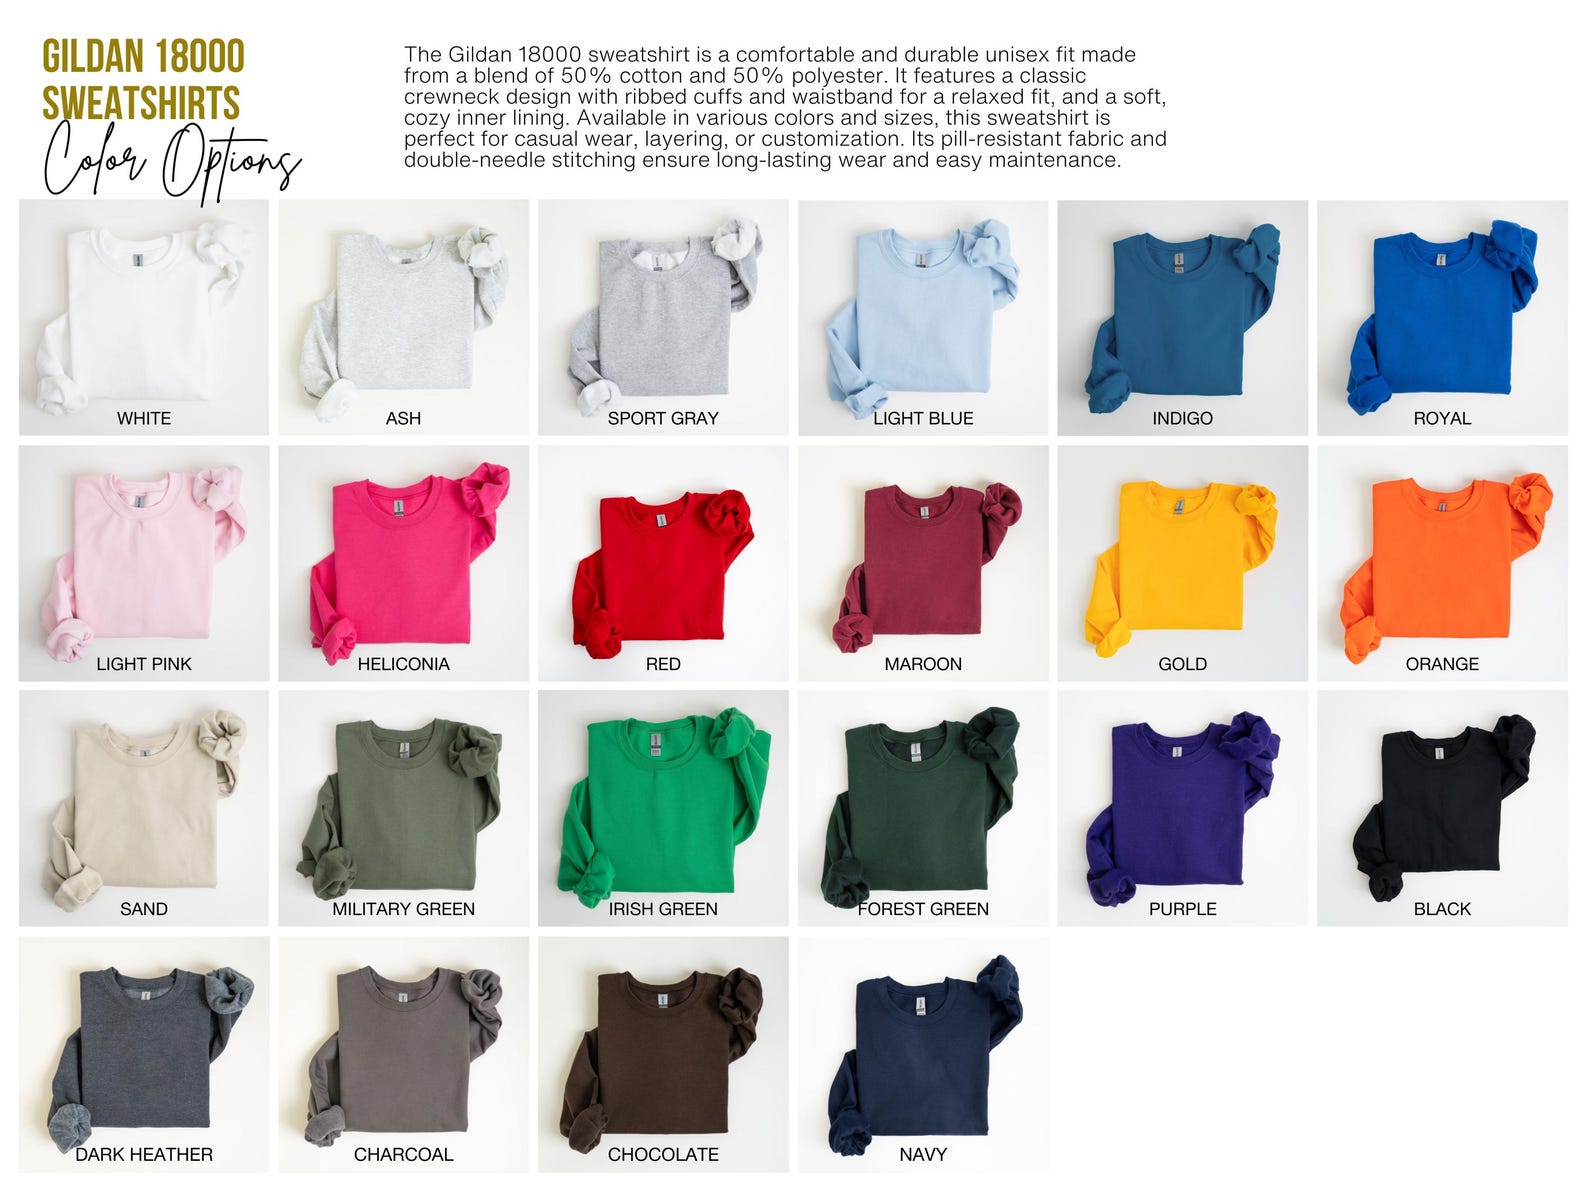 GILDAN 18000
SWEATSHIRTS
Color Options
The Gildan 18000 sweatshirt is a comfortable and durable unisex fit made
from a blend of 50% cotton and 50% polyester. It features a classic
crewneck design with ribbed cuffs and waistband for a relaxed fit, and a soft,
cozy inner lining. Available in various colors and sizes, this sweatshirt is
perfect for casual wear, layering, or customization. Its pill-resistant fabric and
double-needle stitching ensure long-lasting wear and easy maintenance.
WHITE
ASH
SPORT GRAY
LIGHT BLUE
INDIGO
ROYAL
LIGHT PINK
HELICONIA
RED
MAROON
GOLD
ORANGE
SAND
MILITARY GREEN
IRISH GREEN
FOREST GREEN
PURPLE
BLACK
DARK HEATHER
CHARCOAL
CHOCOLATE
NAVY